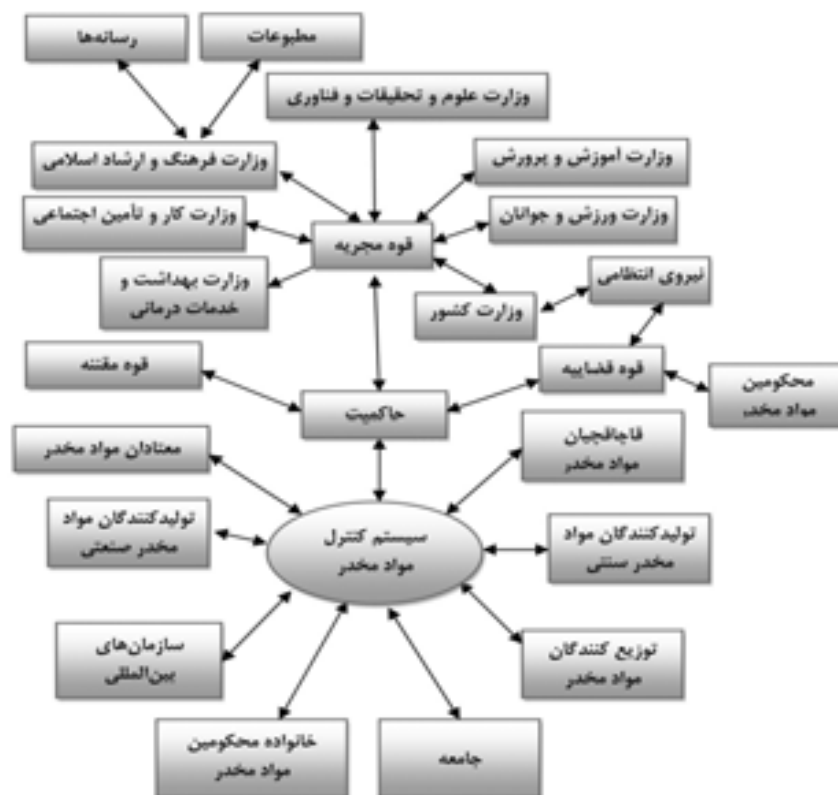 مطبوعات
رسانه‌ها
وزارت علوم و تحقیقات و فناوری
وزارت آموزش و پرورش
وزارت فرهنگ و ارشاد اسلامی
وزارت ورزش و جوانان
وزارت کار و تأمین اجتماعی
قوه مجریه
نیروی انتظامی
وزارت بهداشت و
خدمات درمانی
وزارت کشور
قوه قضاییه
قوه مقننه
محکومین
مواد مخدر
حاکمیت
قاچاقچیان
مواد مخدر
معتادان مواد مخدر
تولیدکنندگان مواد
مخدر صنعتی
سیستم کنترل
مواد مخدر
تولیدکنندگان مواد
مخدر سنتی
توزیع کنندگان
مواد مخدر
سازمان‌های
بین‌المللی
جامعه
خانواده محکومین
مواد مخدر